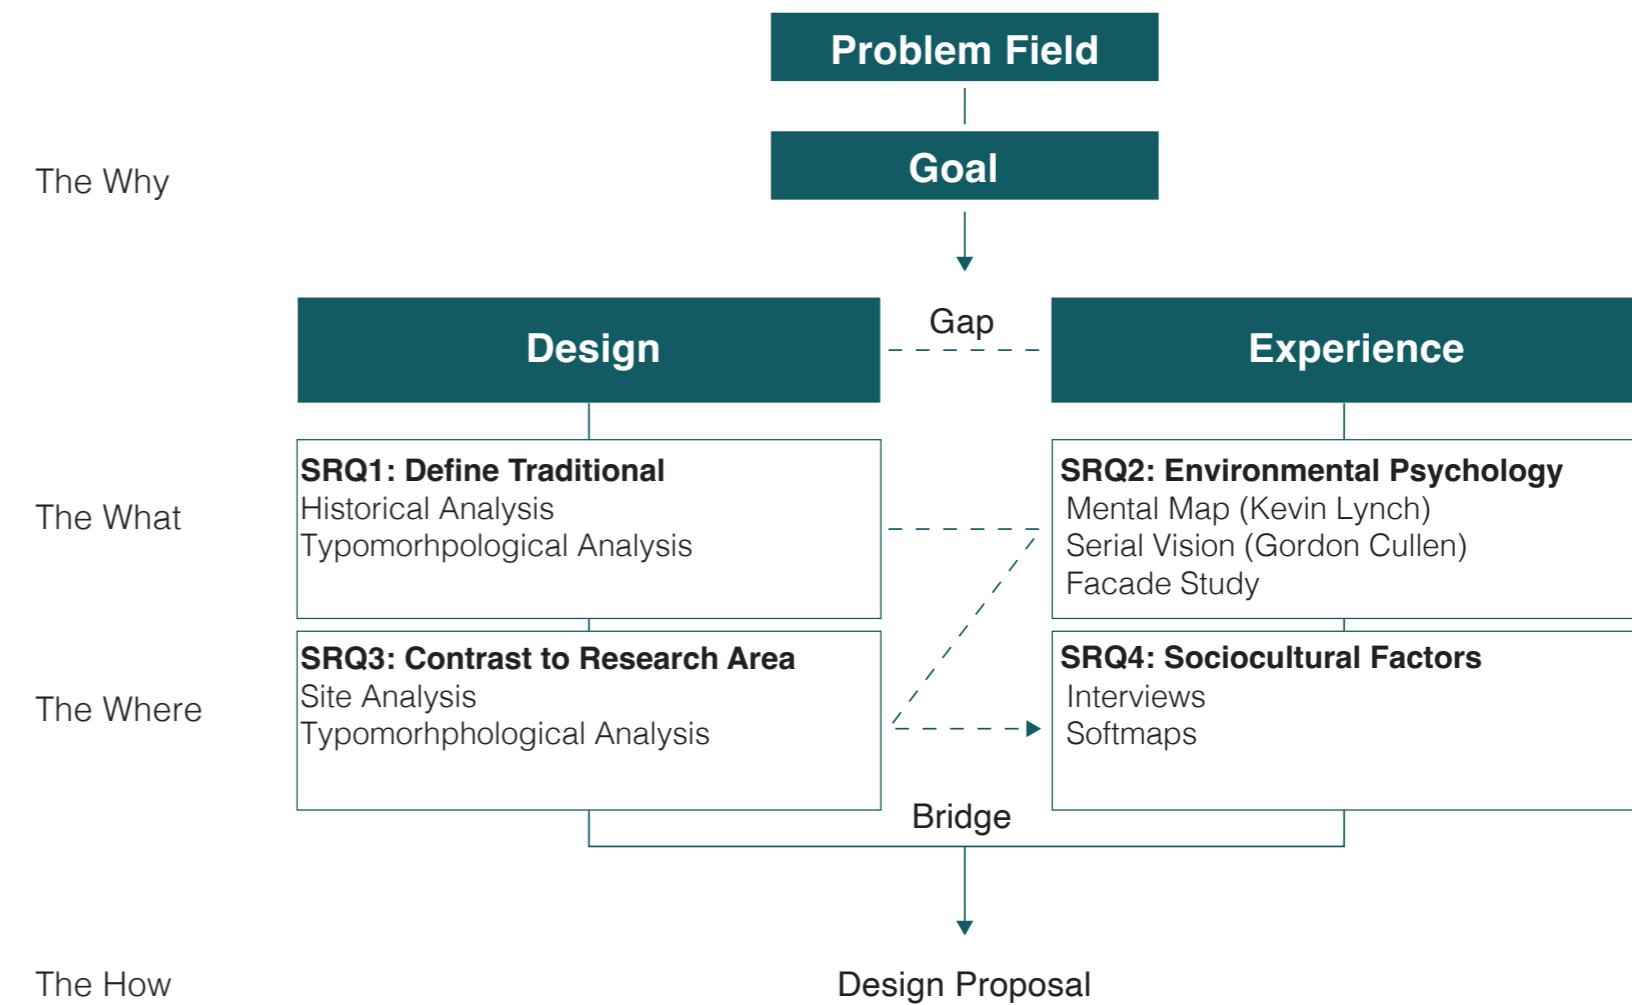 Problem Field
The Why
Goal
Design
Gap
Experience
The What
SRQ1: Define Traditional
Historical Analysis
Typomorhpological Analysis
SRQ2: Environmental Psychology
Mental Map (Kevin Lynch)
Serial Vision (Gordon Cullen)
Facade Study
The Where
SRQ3: Contrast to Research Area
Site Analysis
Typomorhphological Analysis
SRQ4: Sociocultural Factors
Interviews
Softmaps
Bridge
The How
Design Proposal